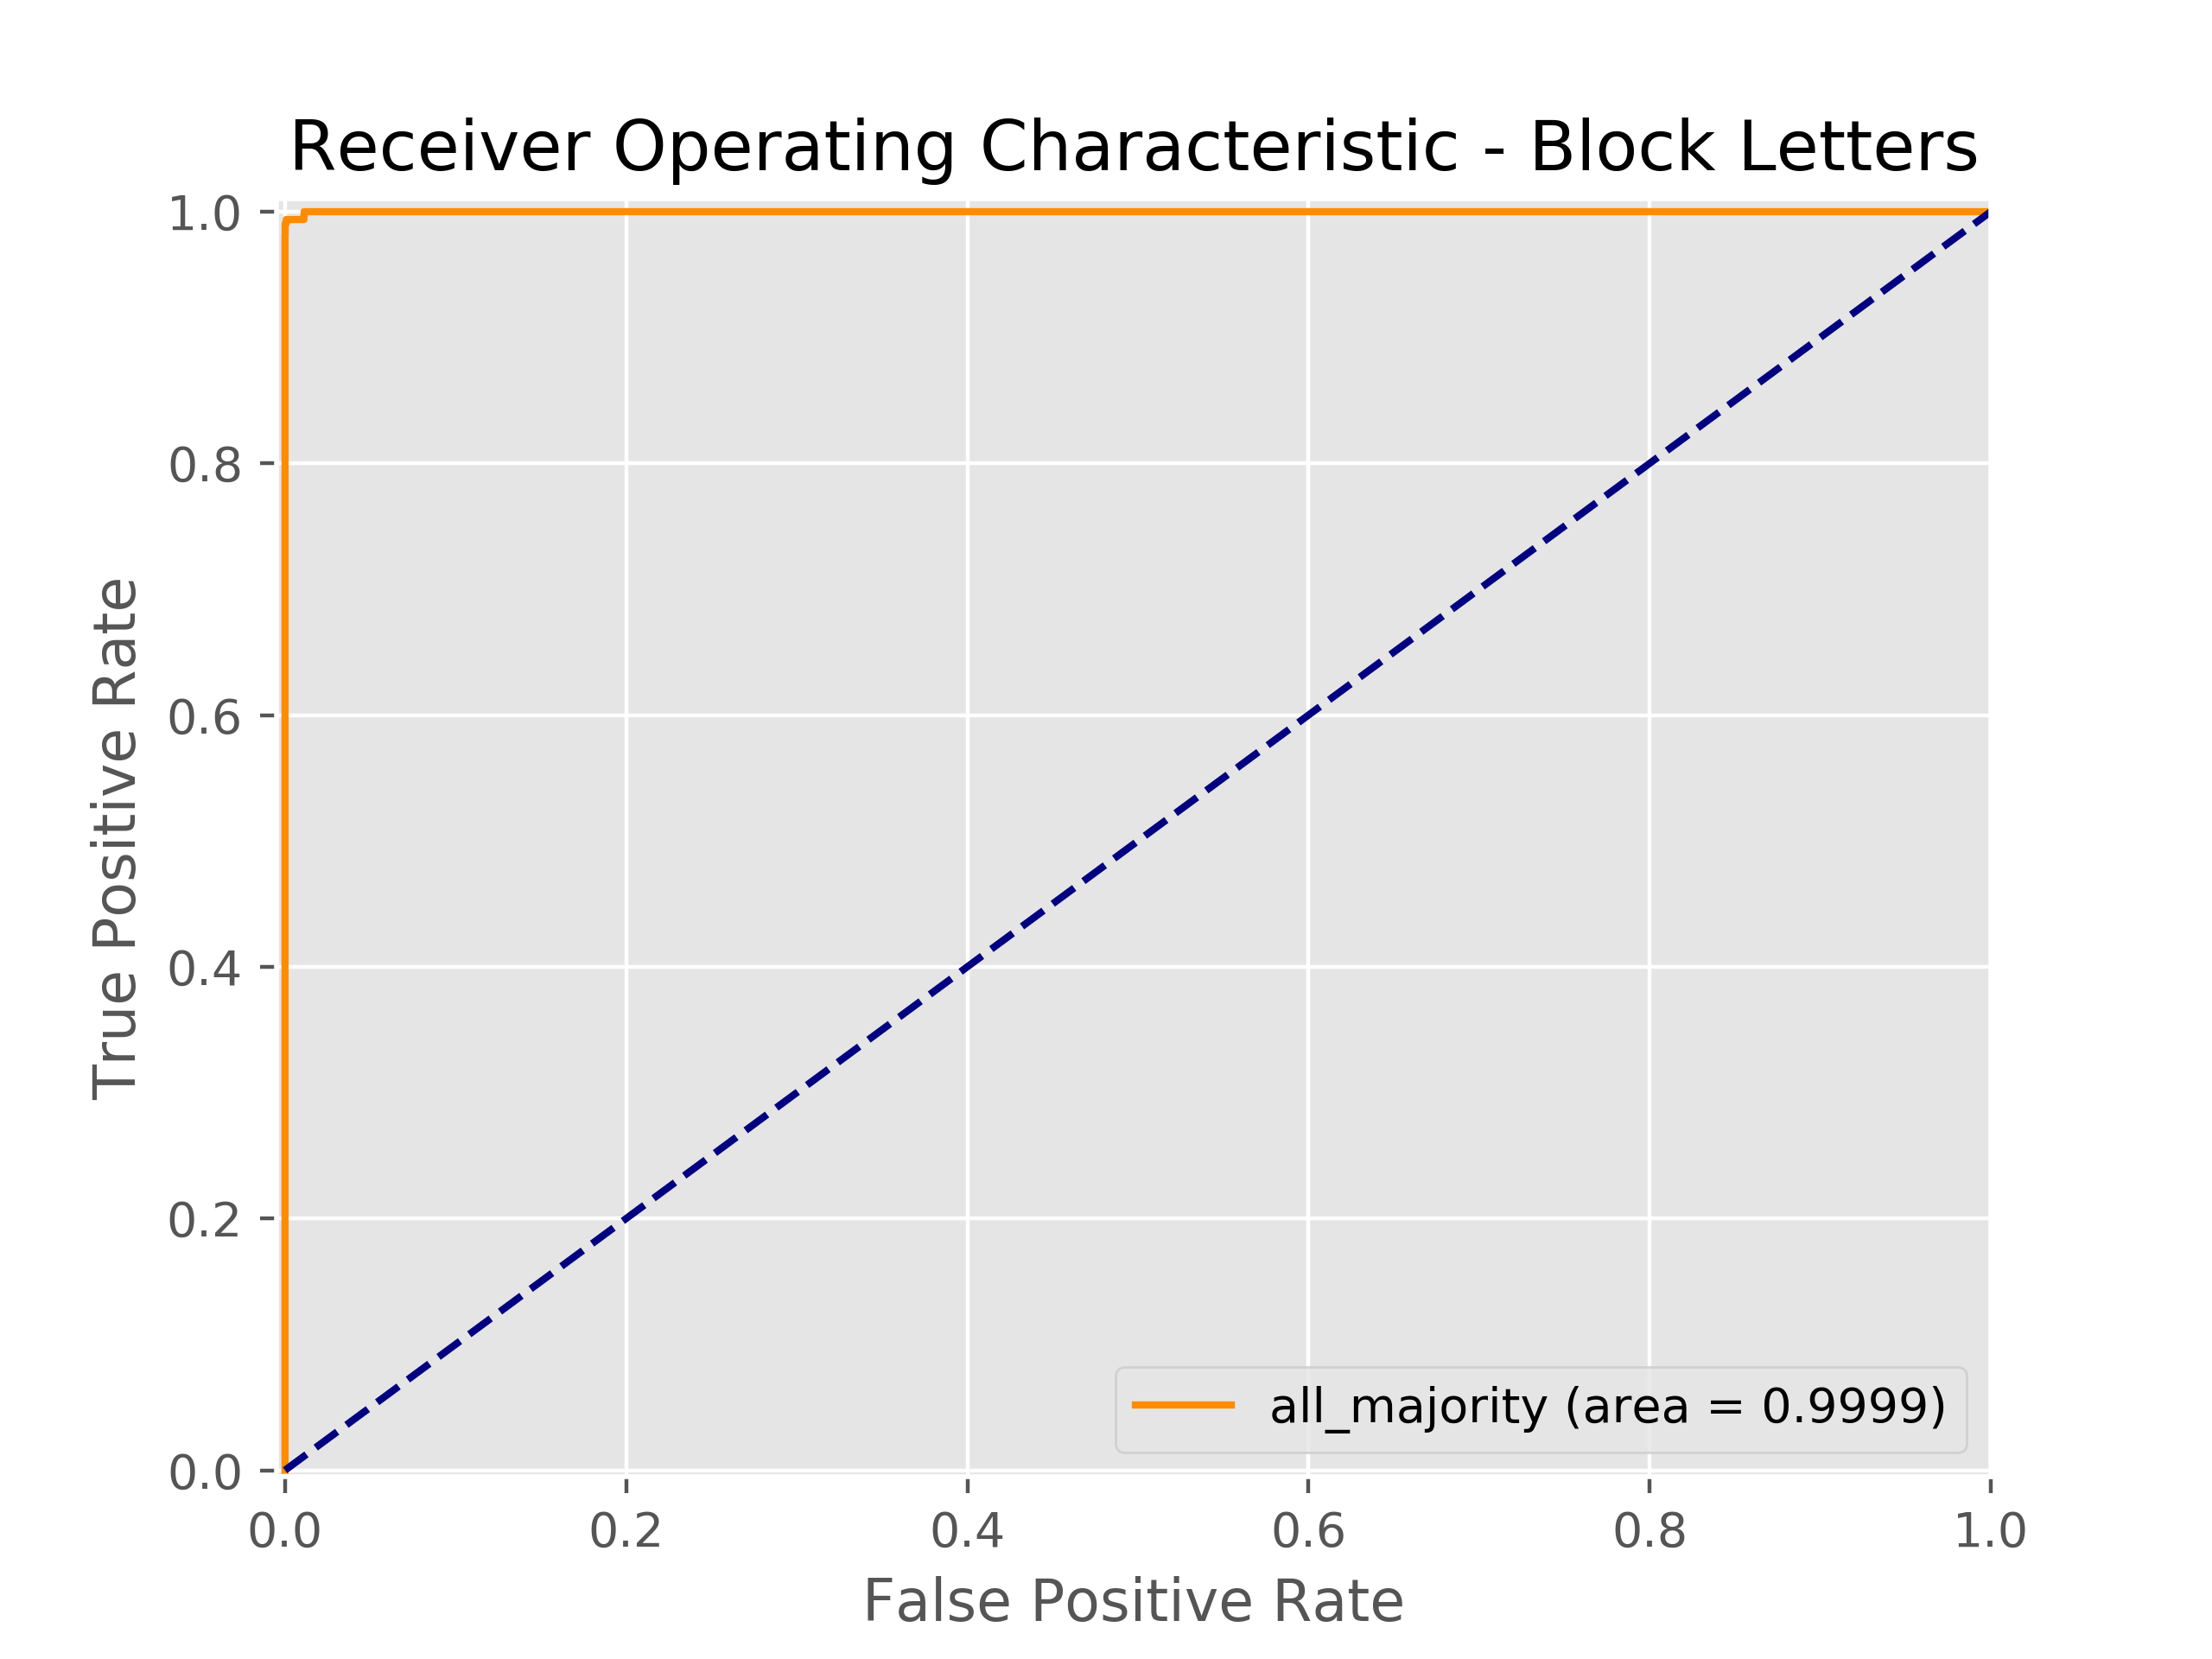 Receiver Operating Characteristic - Block Letters
1.0
0.8
0.6
0.4
0.2
0.0
True Positive Rate
all_majority (area = 0.9999)
0.0 0.2 0.4 0.6 0.8 1.0
False Positive Rate